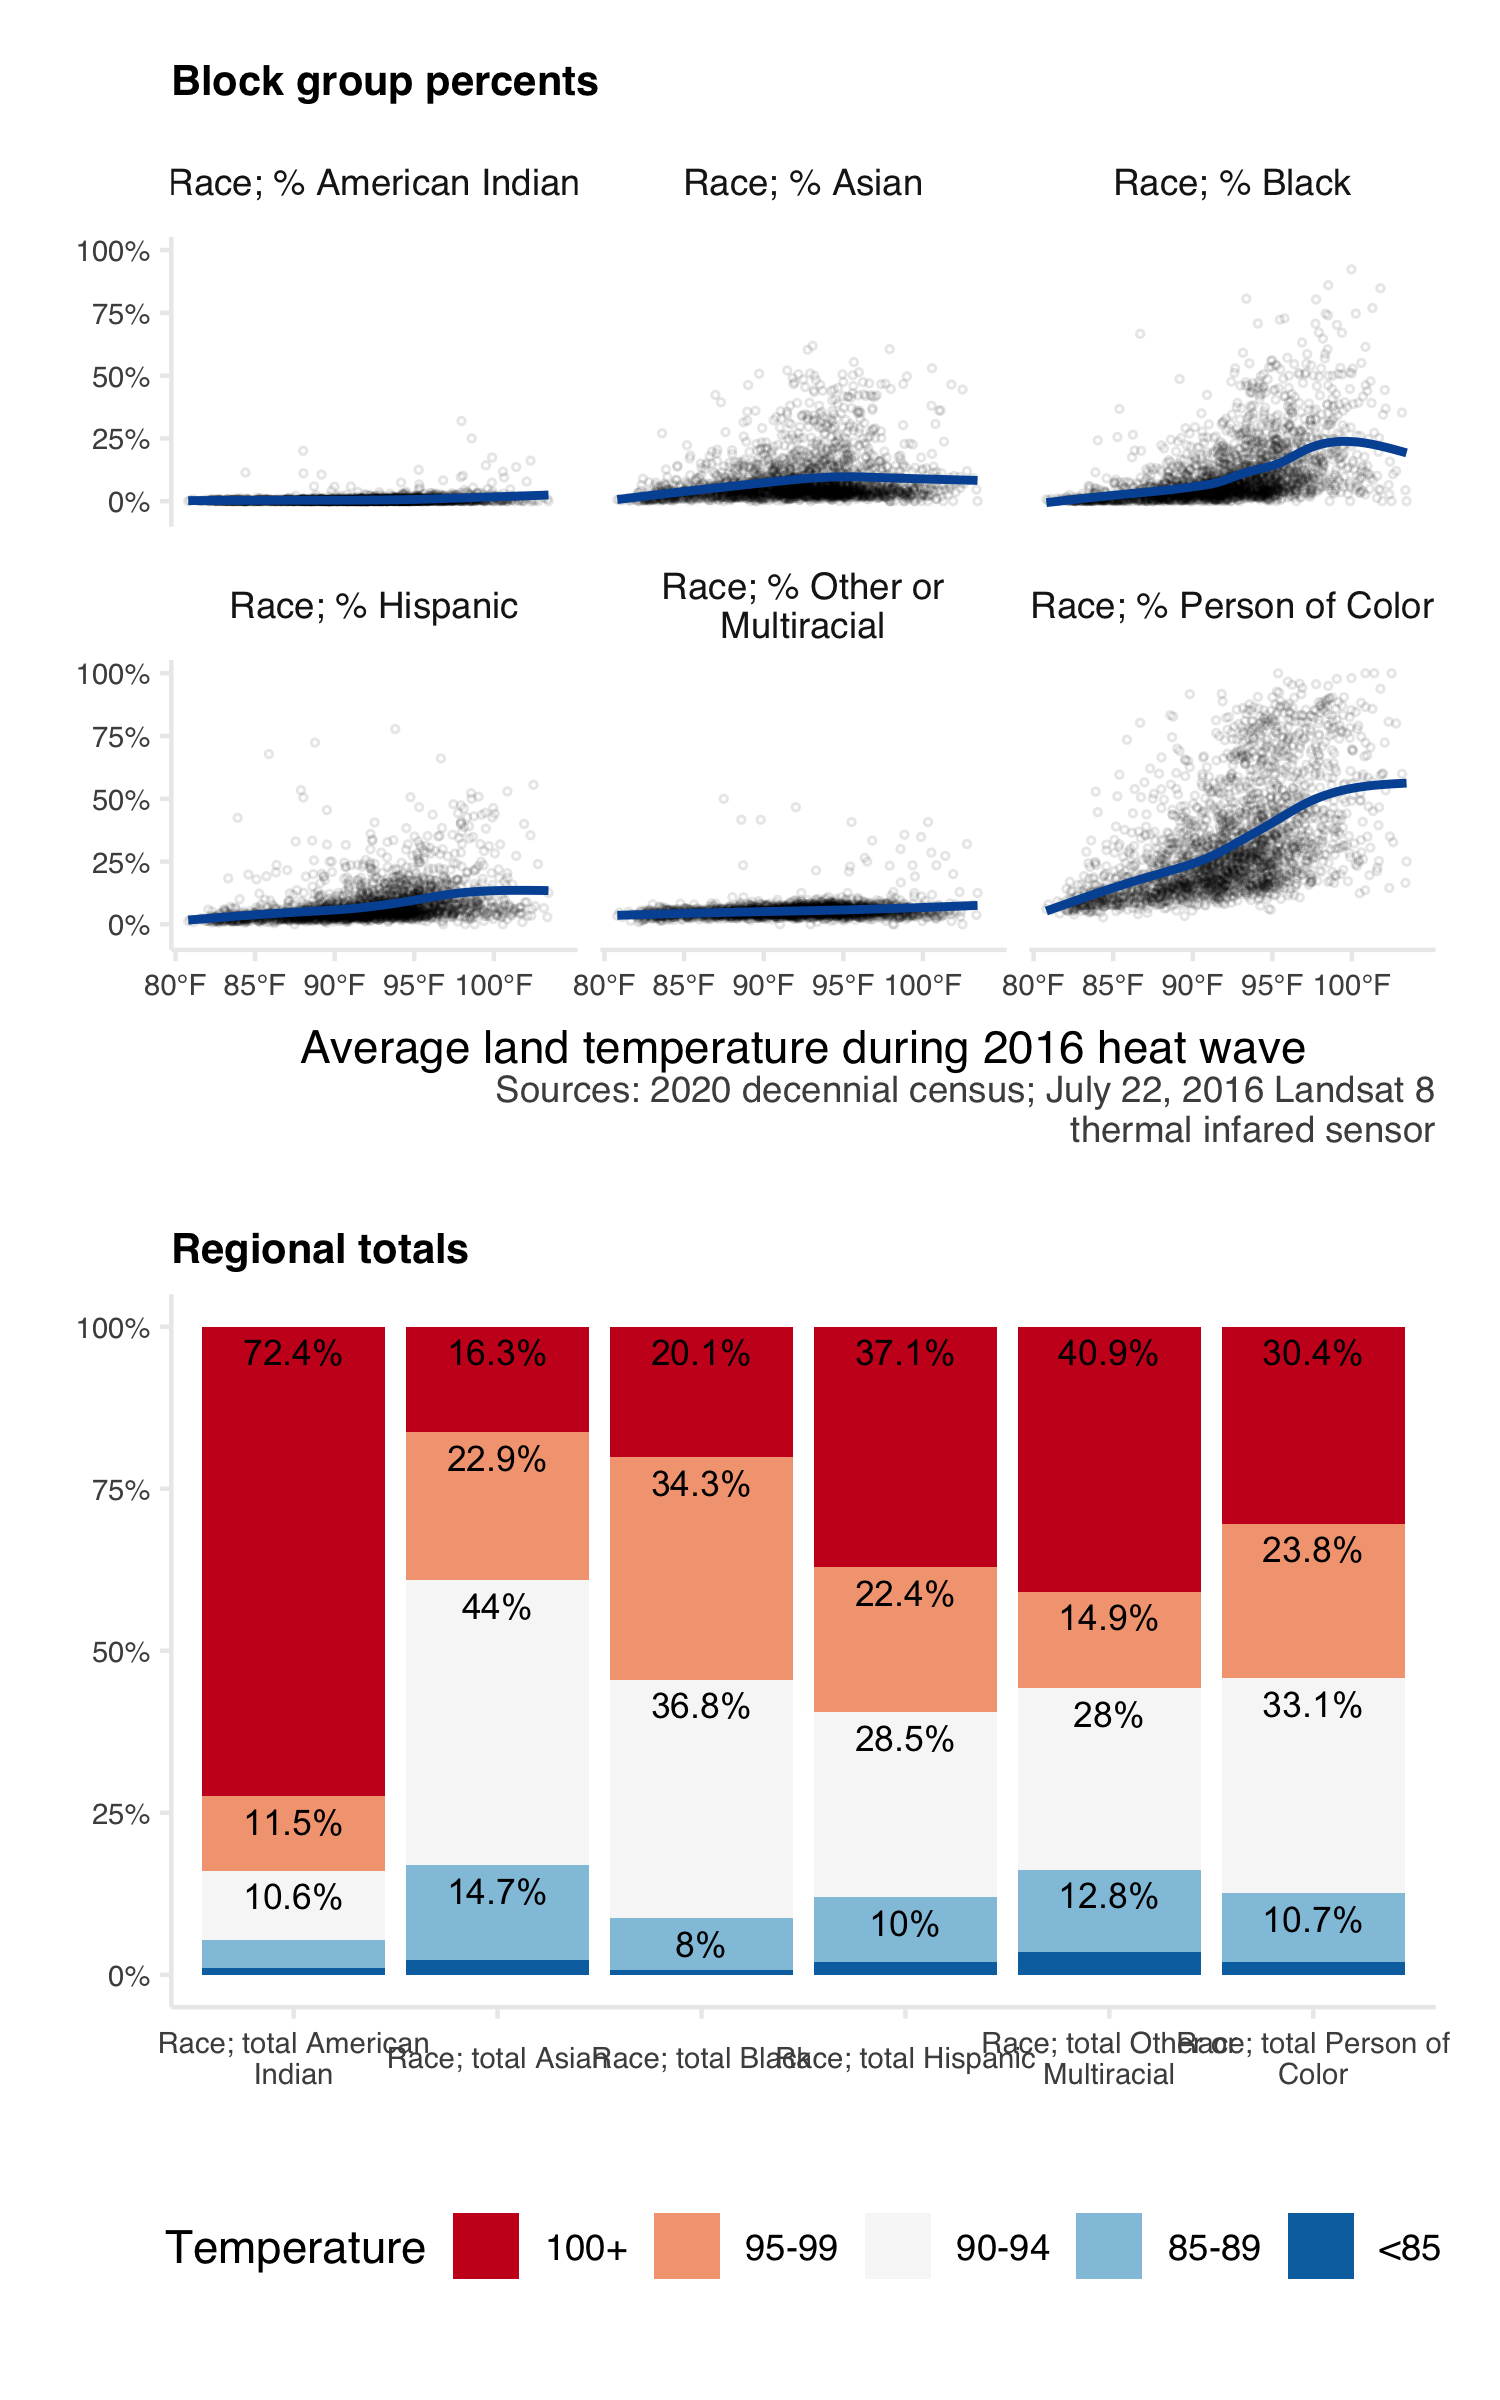 Block group percents
Race; % American Indian
Race; % Asian
Race; % Black
100%
75%
50%
25%
0%
Race; % Hispanic
Race; % Other or
Multiracial
Race; % Person of Color
100%
75%
50%
25%
0%
80°F 85°F 90°F 95°F 100°F
80°F 85°F 90°F 95°F 100°F
80°F 85°F 90°F 95°F 100°F
Average land temperature during 2016 heat wave
Sources: 2020 decennial census; July 22, 2016 Landsat 8
thermal infared sensor
Regional totals
100%
75%
50%
25%
0%
72.4%
11.5%
10.6%
16.3%
22.9%
44%
14.7%
20.1%
34.3%
36.8%
8%
37.1%
22.4%
28.5%
10%
40.9%
14.9%
28%
12.8%
30.4%
23.8%
33.1%
10.7%
Race; total American
Indian
Race; total Asian
Race; total Black
Race; total Hispanic
Race; total Other or
Multiracial
Race; total Person of
Color
Temperature 100+ 95-99 90-94 85-89 <85